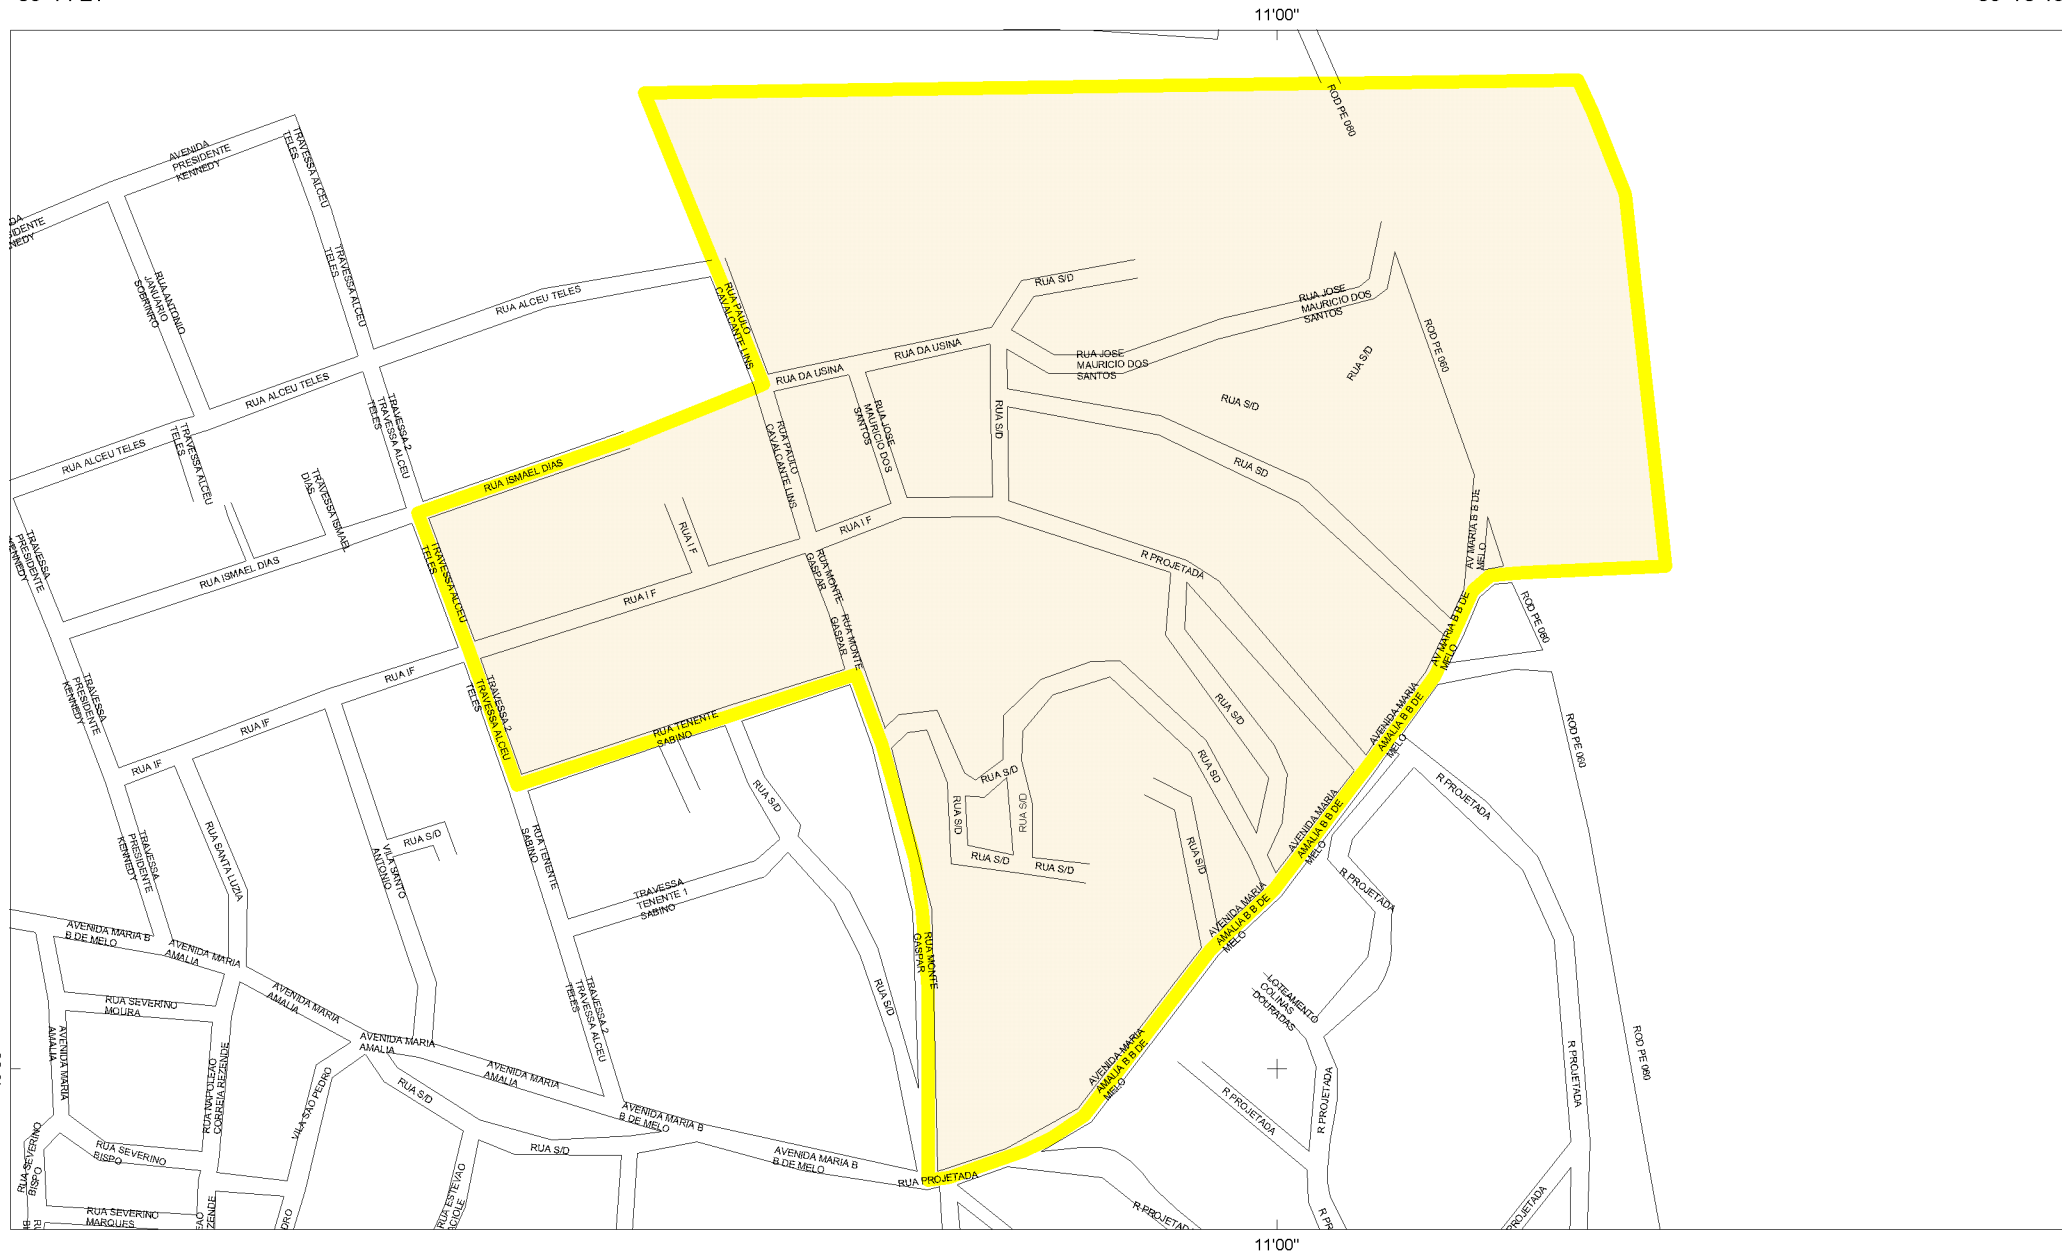 11'00"
ROD PE 060
AVENIDA
PRESIDENTE
KENNEDY
TRAVESSA ALCEU
TELES
TRAVESSA ALCEU
TELES
RUA ANTONIO
JANUARIO
SOBRINRO
RUA ALCEU TELES
RUA PAULO
CAVALCANTE LINS
RUA S/D
RUA JOSE
MAURICIO DOS
SANTOS
RUA DA USINA
RUA DA USINA
RUA JOSE
MAURICIO DOS
SANTOS
RUA S/D
ROD PE 060
RUA ALCEU TELES
TRAVESSA 2
TRAVESSA ALCEU
TELES
RUA JOSE
MAURICIO DOS
SANTOS
RUA S/D
RUA S/D
RUA ALCEU TELES
TRAVESSA ALCEU
TELES
TRAVESSA ISMAEL
DIAS
RUA ISMAEL DIAS
RUA PAULO
CAVALCANTE LINS
RUA SD
AV MARIA B B DE
MELO
TRAVESSA
PRESIDENTE
KENNEDY
RUA ISMAEL DIAS
TRAVESSA ALCEU
TELES
RUA I F
RUA I F
RUA I F
RUA MONTE
GASPAR
R PROJETADA
AV MARIA B B DE
MELO
ROD PE 060
TRAVESSA
PRESIDENTE
KENNEDY
RUA IF
RUA IF
RUA IF
TRAVESSA 2
TRAVESSA ALCEU
TELES
RUA MONTE
GASPAR
RUA TENENTE
SABINO
RUA S/D
AVENIDA MARIA
AMALIA B B DE
MELO
ROD PE 060
TRAVESSA
PRESIDENTE
KENNEDY
RUA SANTA LUZIA
VILA SANTO
ANTONIO
RUA S/D
RUA TENENTE
SABINO
RUA S/D
TRAVESSA
TENENTE 1
SABINO
RUA S/D
RUA S/D
RUA S/D
RUA S/D
RUA S/D
RUA SD
RUA S/D
AVENIDA MARIA
AMALIA B B DE
MELO
R PROJETADA
R PROJETADA
AVENIDA MARIA B
B DE MELO
AVENIDA MARIA
AMALIA
AVENIDA MARIA
AMALIA
RUA SEVERINO
MOURA
AVENIDA MARIA
AMALIA
RUA NAPOLEAO
CORREIA REZENDE
AVENIDA MARIA
AMALIA
AVENIDA MARIA
AMALIA
TRAVESSA 2
TRAVESSA ALCEU
TELES
RUA S/D
RUA MONTE
GASPAR
AVENIDA MARIA
AMALIA B B DE
MELO
LOTEAMENTO
COLINAS
DOURADAS
AVENIDA MARIA
AMALIA B B DE
MELO
R PROJETADA
R PROJETADA
R PROJETADA
ROD PE 060
VILA SAO PEDRO
RUA S/D
AVENIDA MARIA B
B DE MELO
RUA S/D
AVENIDA MARIA B
B DE MELO
RUA PROJETADA
RUA SEVERINO
BISPO
RUA SEVERINO
BISPO
RUA SEVERINO
MARQUES
RUA ESTEVAO
R PROJETADA
11'00"